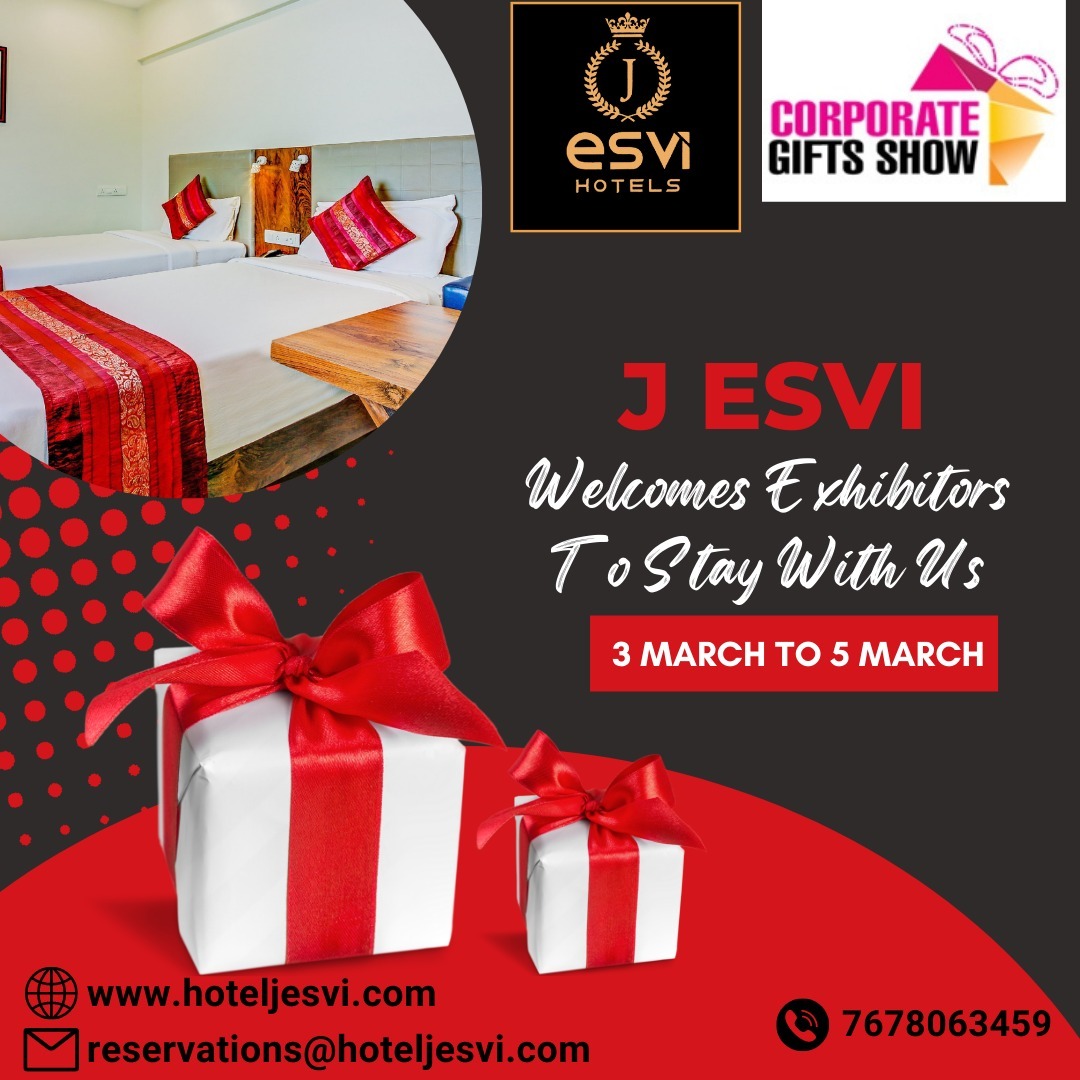 J
esvi
HOTELS
CORPORATE
GIFTS SHOW
J ESVI
Welcomes Exhibitors
To Stay With Us
3 MARCH TO 5 MARCH
www.hoteljesvi.com
reservations@hoteljesvi.com
7678063459